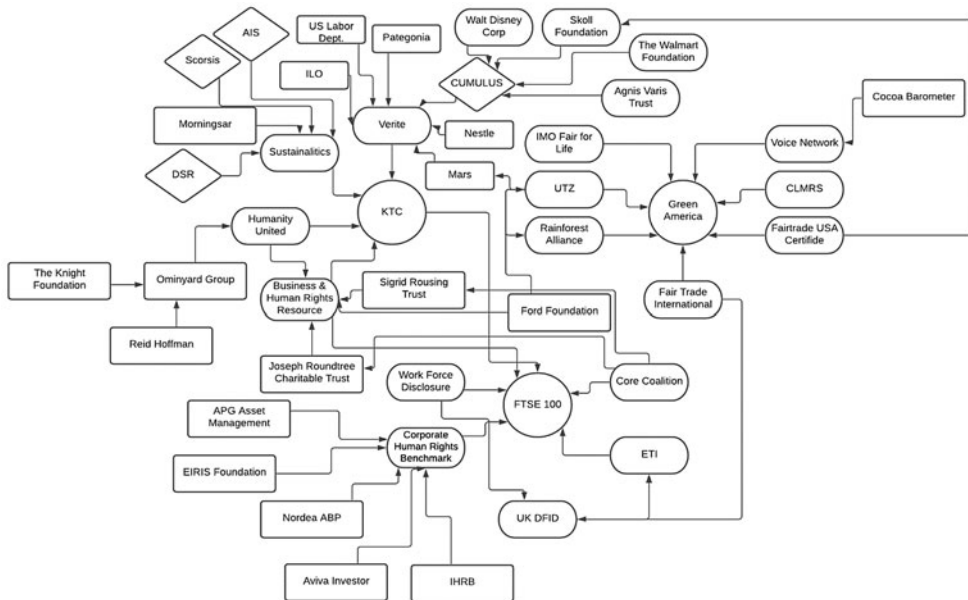 AIS
US Labor
Dept.
Pategonia
Walt Disney
Corp
Skoll
Foundation
Scorsis
ILO
CUMULUS
The Walmart
Foundation
Agnis Varis
Trust
Cocoa Barometer
Morningsar
Verite
Nestle
IMO Fair for
Life
Voice Network
Sustainalitics
DSR
Mars
UTZ
Green
America
CLMRS
KTC
Humanity
United
Rainforest
Alliance
Fairtrade USA
Certifide
The Knight
Foundation
Ominyard Group
Business &
Human Rights
Resource
Sigrid Rousing
Trust
Ford Foundation
Fair Trade
International
Reid Hoffman
Joseph Roundtree
Charitable Trust
Work Force
Disclosure
FTSE 100
Core Coalition
APG Asset
Management
Corporate
Human Rights
Benchmark
EIRIS Foundation
ETI
Nordea ABP
UK DFID
Aviva Investor
IHRB